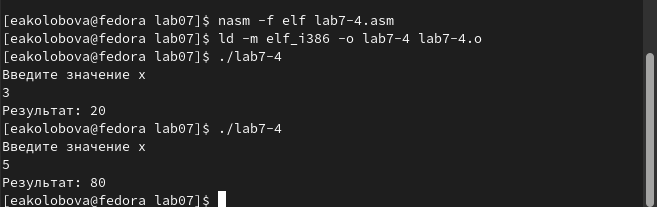 [eakolobova@fedora lab07]$ nasm -f elf lab7-4.asm
[eakolobova@fedora lab07]$ ld -m elf_i386 -o lab7-4 lab7-4.o
[eakolobova@fedora lab07]$ ./lab7-4
Введите значение x
3
Результат: 20
[eakolobova@fedora lab07]$ ./lab7-4
Введите значение x
5
Результат: 80
[eakolobova@fedora lab07]$